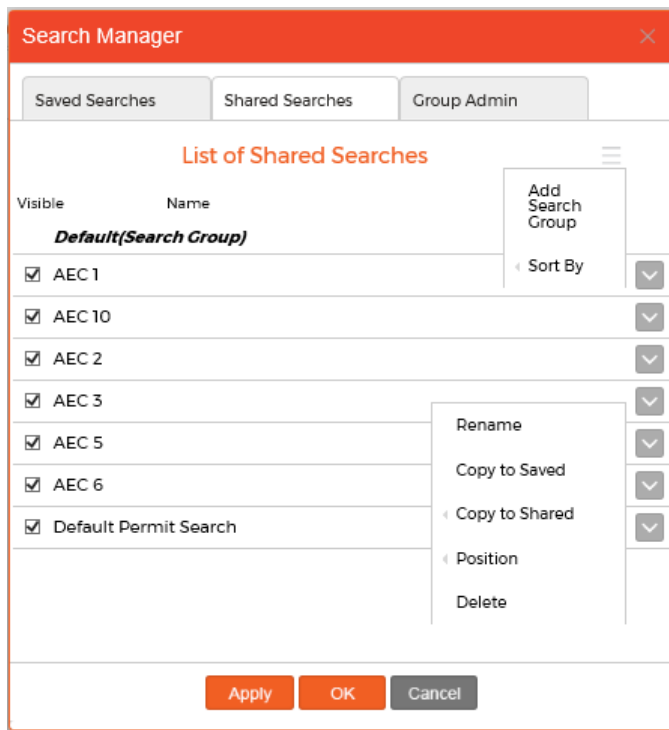 Search Manager
Saved Searches
Shared Searches
Group Admin
List of Shared Searches
Visible
Name
Add
Search
Group
Sort By
Default(Search Group)
AEC 1
AEC 10
AEC 2
AEC 3
AEC 5
AEC 6
Default Permit Search
Rename
Copy to Saved
Copy to Shared
Position
Delete
Apply
OK
Cancel